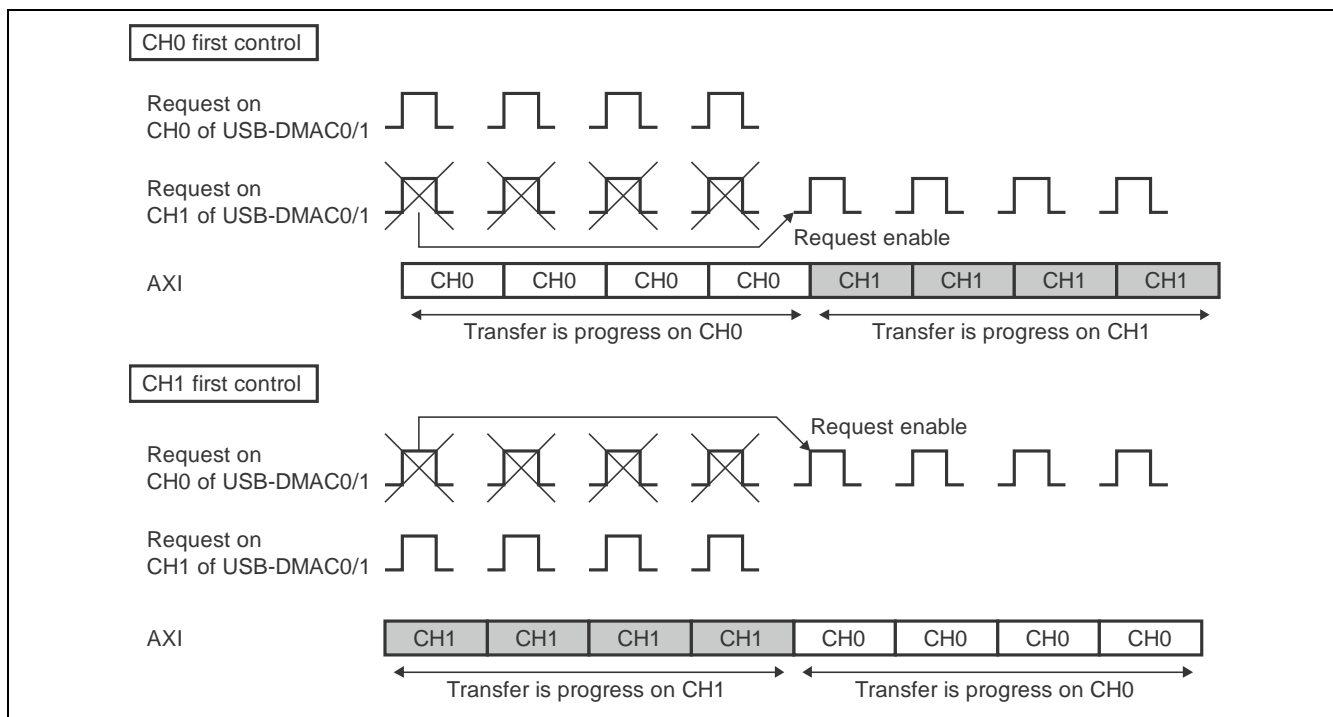 CH0 first control
Request on
CH0 of USB-DMAC0/1
Request on
CH1 of USB-DMAC0/1
Request enable
AXI
CH0 CH0 CH0 CH0 CH1 CH1 CH1 CH1
Transfer is progress on CH0 Transfer is progress on CH1
CH1 first control
Request enable
Request on
CH0 of USB-DMAC0/1
Request on
CH1 of USB-DMAC0/1
AXI
CH1 CH1 CH1 CH1 CH0 CH0 CH0 CH0
Transfer is progress on CH1 Transfer is progress on CH0